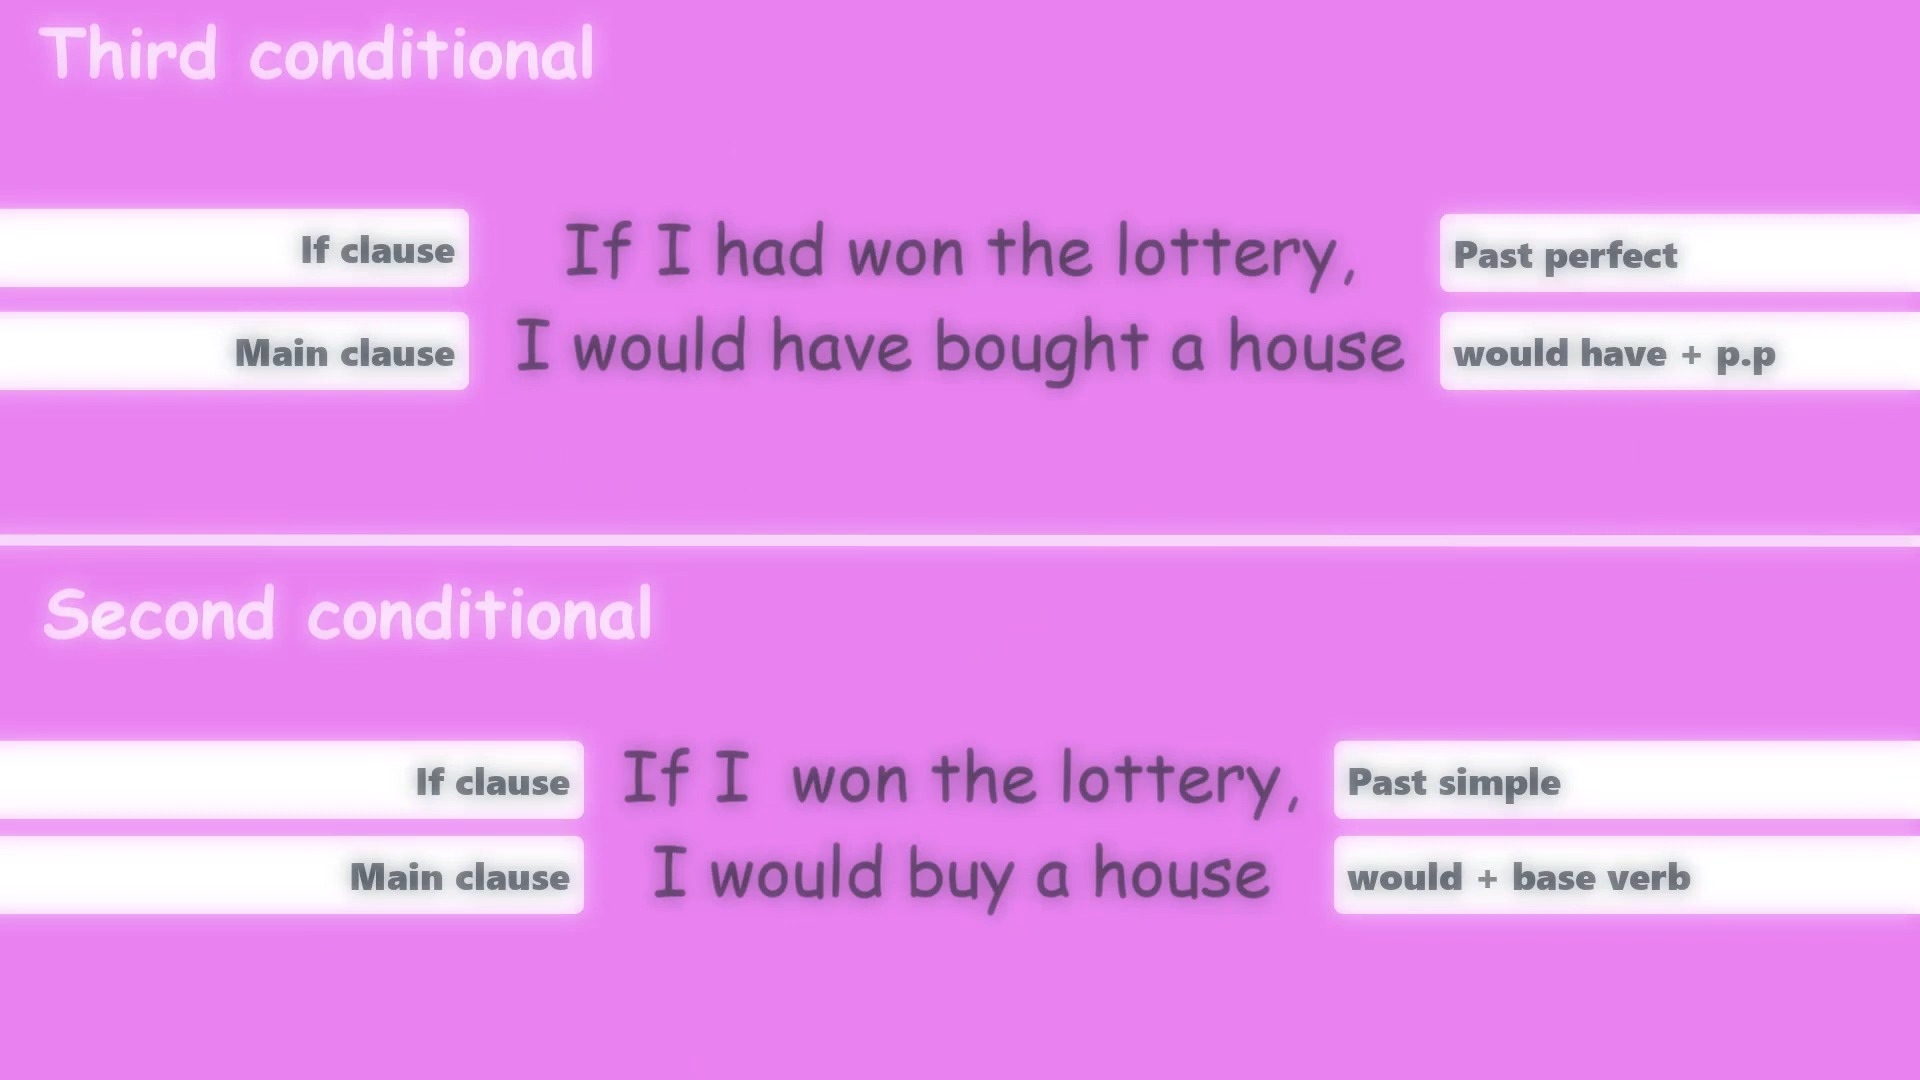 Third conditional
If clause
If I had won the lottery,
Past perfect
Main clause
I would have bought a house
would have + p.p
Second conditional
If clause
If I won the lottery,
Past simple
Main clause
I would buy a house
would + base verb